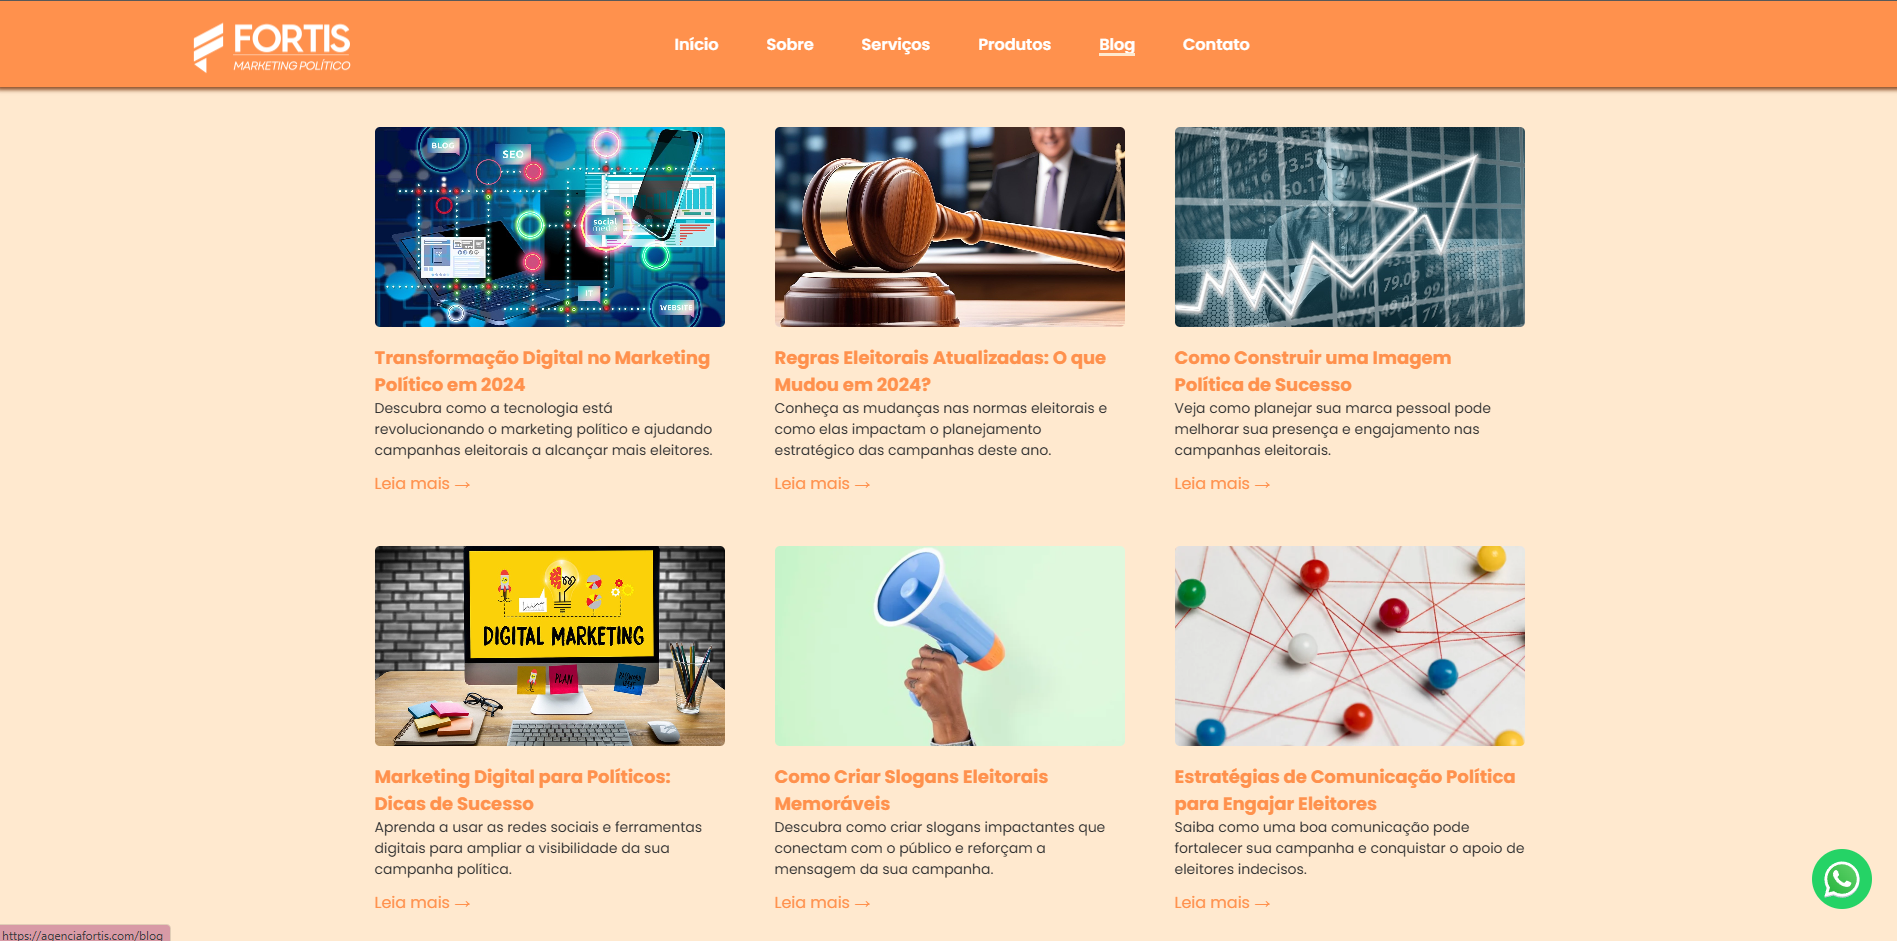 FORTIS
MARKETING POLÍTICO
Início
Sobre
Serviços
Produtos
Blog
Contato
BLOG
SEO
social
media
IT
WEBSITE
73.5
50.12
79.09
Transformação Digital no Marketing
Político em 2024
Descubra como a tecnologia está
revolucionando o marketing político e ajudando
campanhas eleitorais a alcançar mais eleitores.
Leia mais →
Regras Eleitorais Atualizadas: O que
Mudou em 2024?
Conheça as mudanças nas normas eleitorais e
como elas impactam o planejamento
estratégico das campanhas deste ano.
Leia mais →
Como Construir uma Imagem
Política de Sucesso
Veja como planejar sua marca pessoal pode
melhorar sua presença e engajamento nas
campanhas eleitorais.
Leia mais →
DIGITAL MARKETING
PLAN
Marketing Digital para Políticos:
Dicas de Sucesso
Aprenda a usar as redes sociais e ferramentas
digitais para ampliar a visibilidade da sua
campanha política.
Leia mais →
Como Criar Slogans Eleitorais
Memoráveis
Descubra como criar slogans impactantes que
conectam com o público e reforçam a
mensagem da sua campanha.
Leia mais →
Estratégias de Comunicação Política
para Engajar Eleitores
Saiba como uma boa comunicação pode
fortalecer sua campanha e conquistar o apoio de
eleitores indecisos.
Leia mais →
https://agenciafortis.com/blog